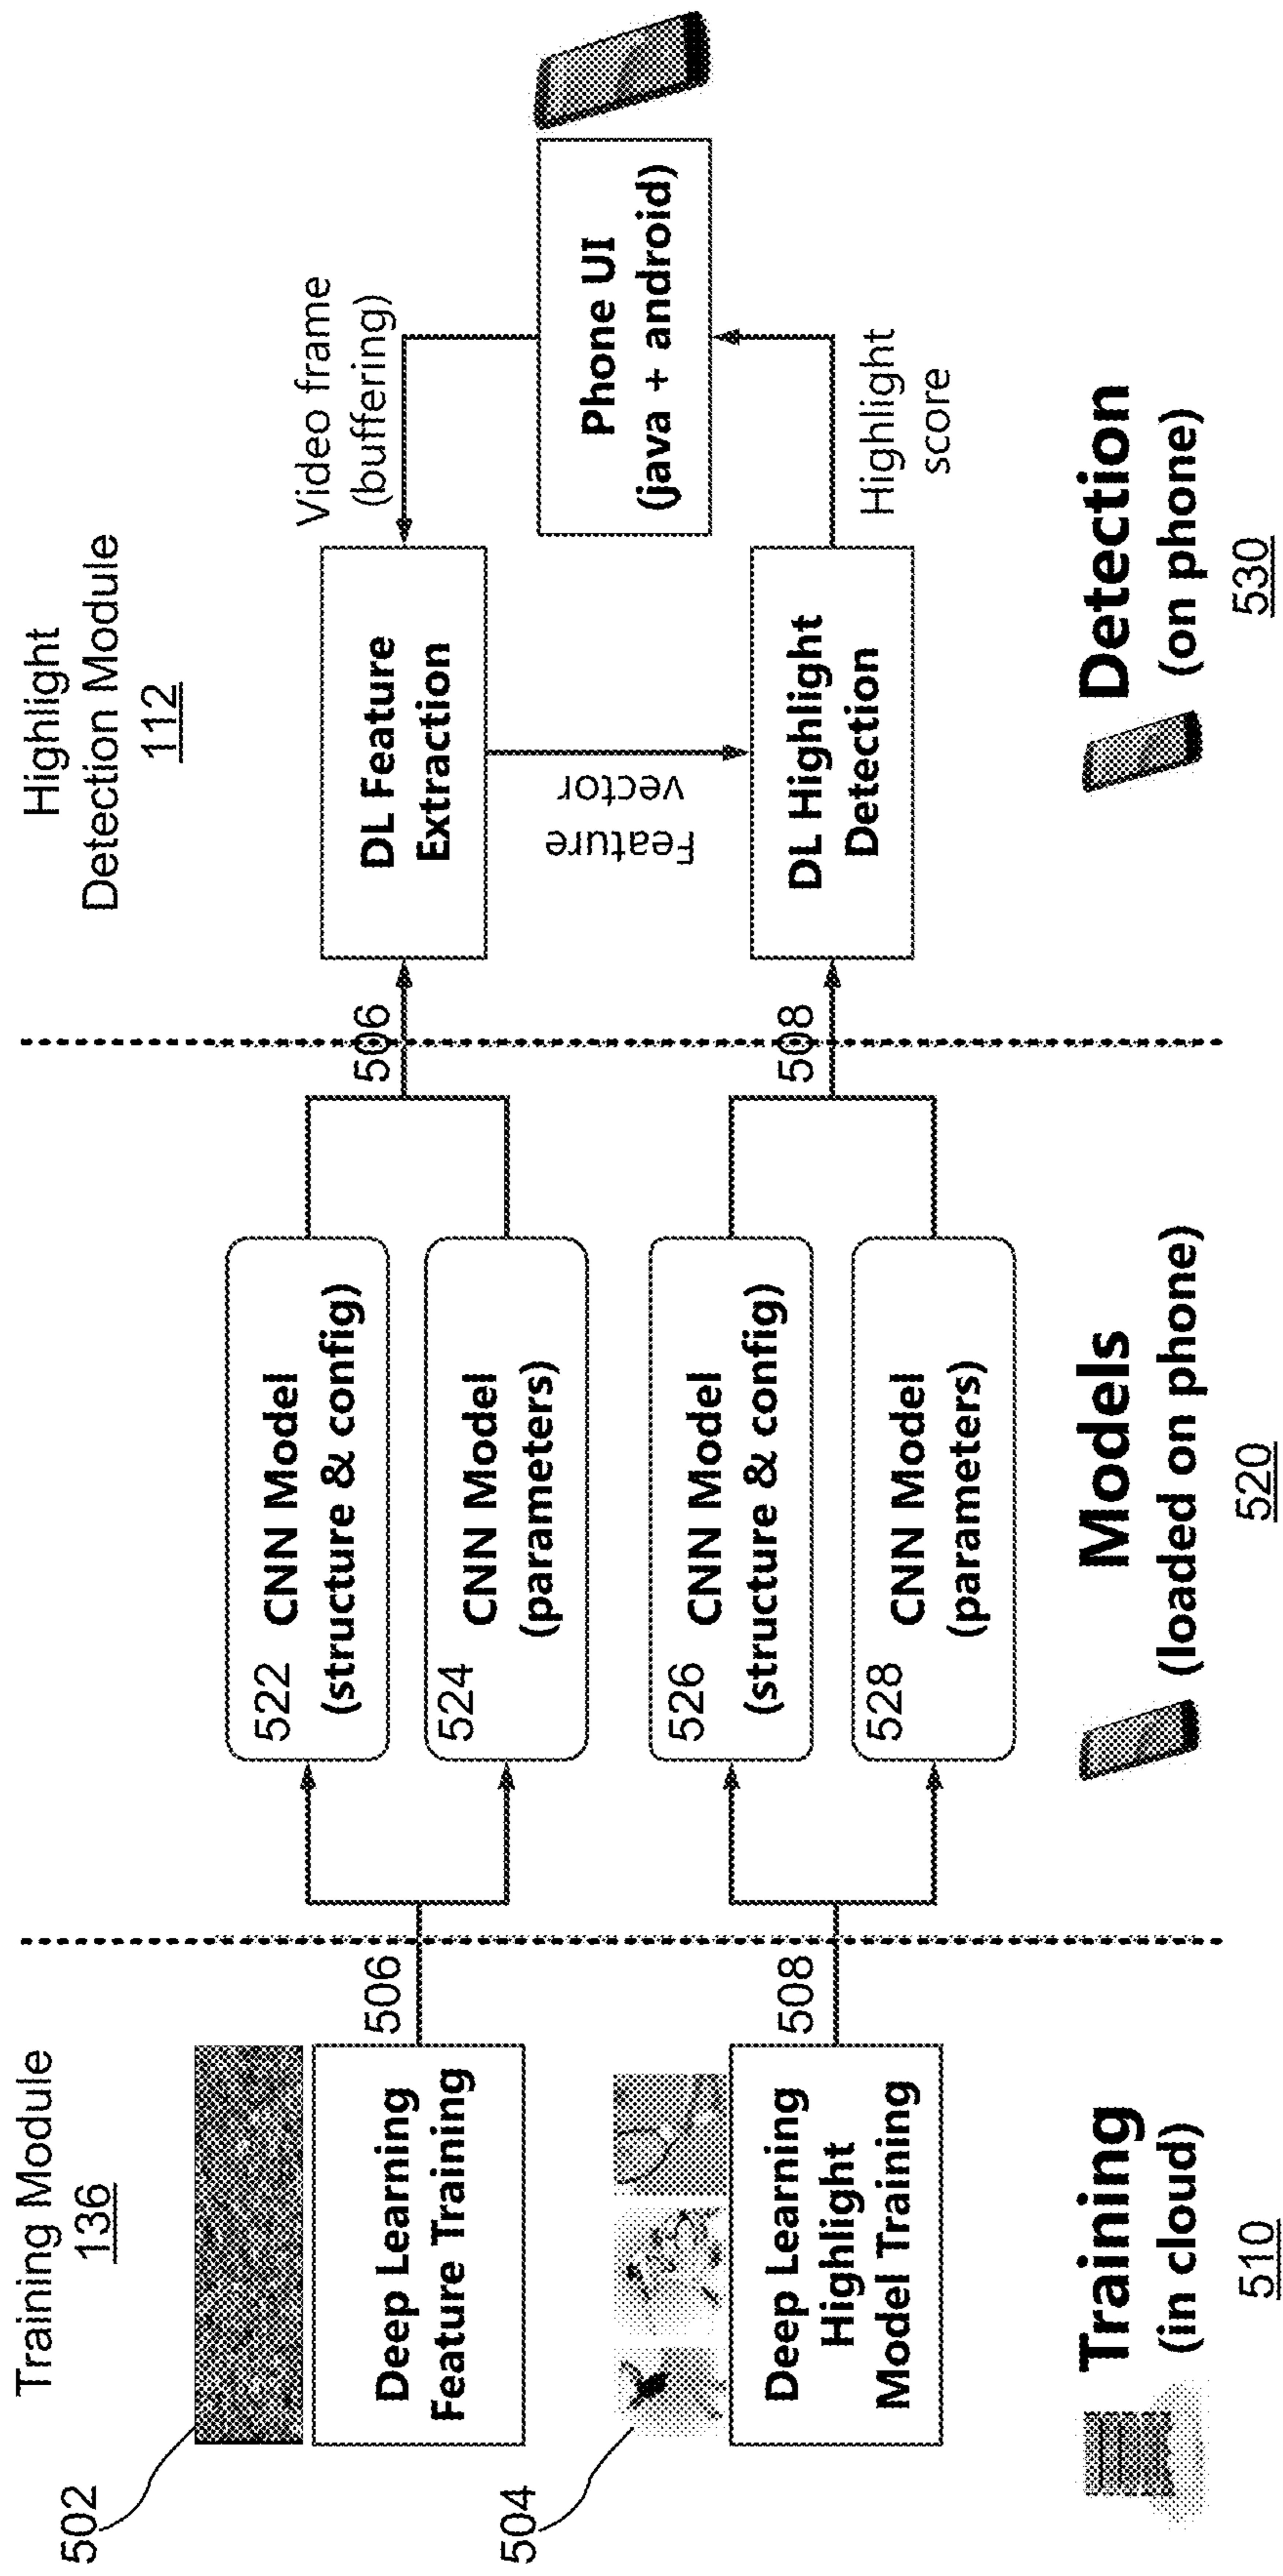 Training Module
136
502
Deep Learning
Feature Training
506
504
Deep Learning
Highlight
Model Training
508
Training
(in cloud)
510
522
CNN Model
(structure & config)
524
CNN Model
(parameters)
526
CNN Model
(structure & config)
528
CNN Model
(parameters)
Models
(loaded on phone)
520
Highlight
Detection Module
112
506
DL Feature
Extraction
Video frame
(buffering)
Feature
vector
Phone UI
(java + android)
508
DL Highlight
Detection
Highlight
score
Detection
(on phone)
530